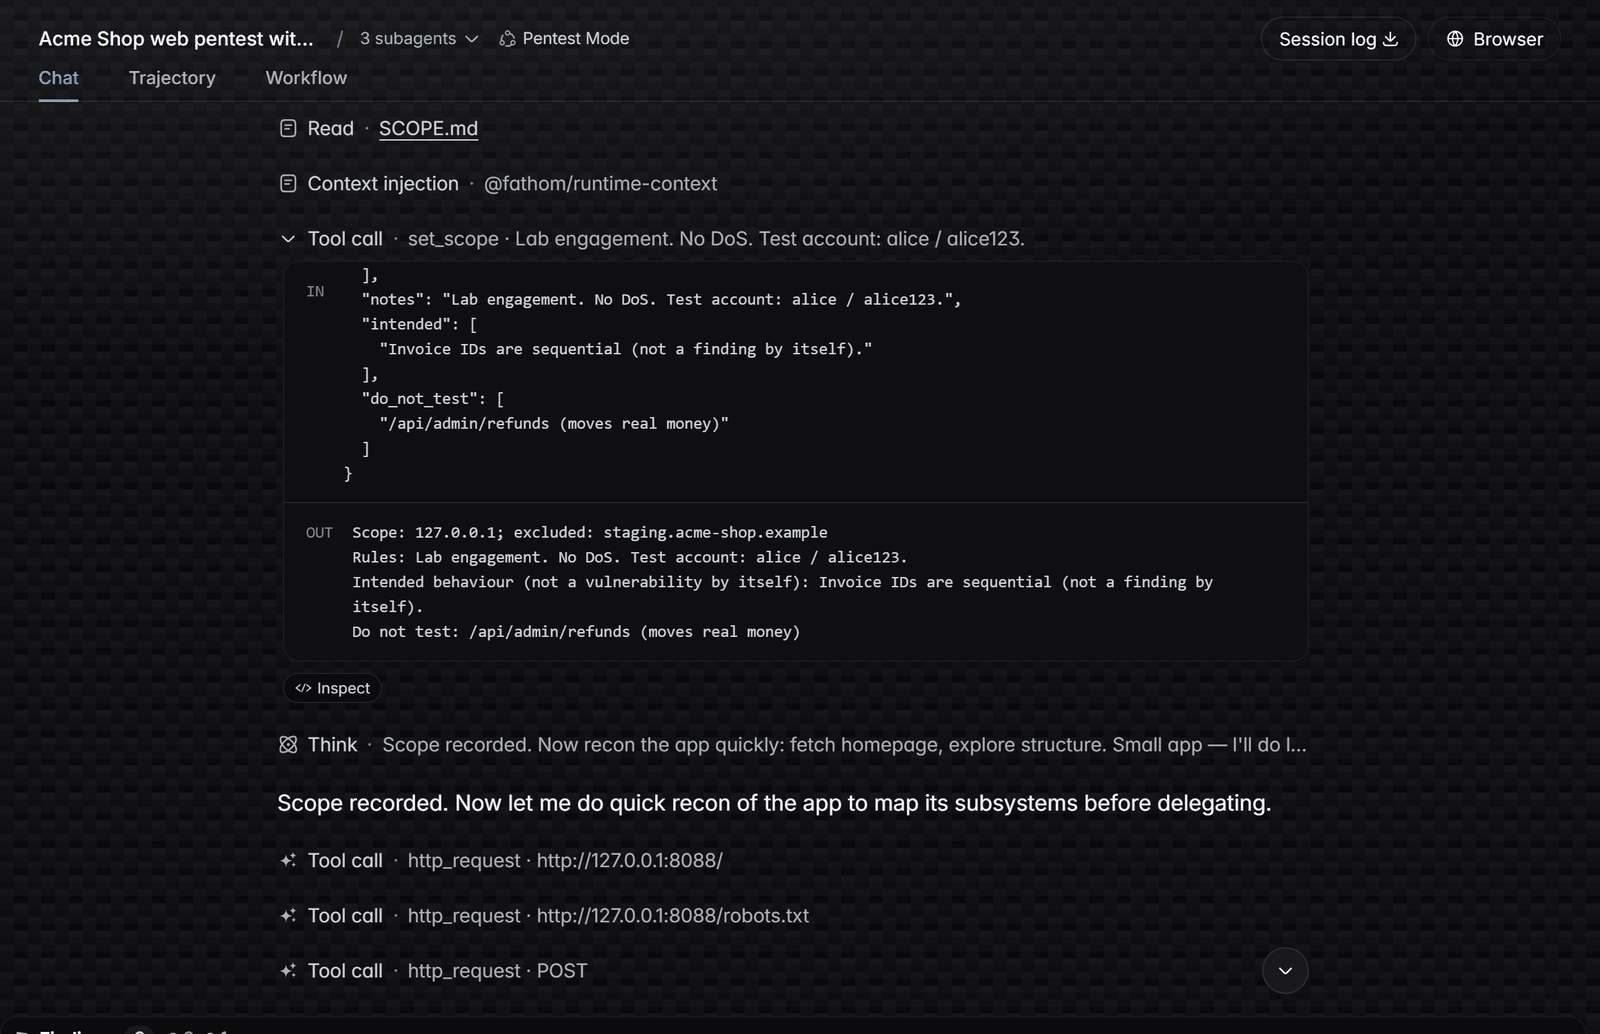 Acme Shop web pentest wit... / 3 subagents Pentest Mode Session log Browser
Chat Trajectory Workflow
Read · SCOPE.md
Context injection · @fathom/runtime-context
Tool call · set_scope · Lab engagement. No DoS. Test account: alice / alice123.
IN
],
"notes": "Lab engagement. No DoS. Test account: alice / alice123.",
"intended": [
"Invoice IDs are sequential (not a finding by itself)."
],
"do_not_test": [
"/api/admin/refunds (moves real money)"
]
}
OUT Scope: 127.0.0.1; excluded: staging.acme-shop.example
Rules: Lab engagement. No DoS. Test account: alice / alice123.
Intended behaviour (not a vulnerability by itself): Invoice IDs are sequential (not a finding by
itself).
Do not test: /api/admin/refunds (moves real money)
</> Inspect
Think · Scope recorded. Now recon the app quickly: fetch homepage, explore structure. Small app — I'll do l...
Scope recorded. Now let me do quick recon of the app to map its subsystems before delegating.
Tool call · http_request · http://127.0.0.1:8088/
Tool call · http_request · http://127.0.0.1:8088/robots.txt
Tool call · http_request · POST